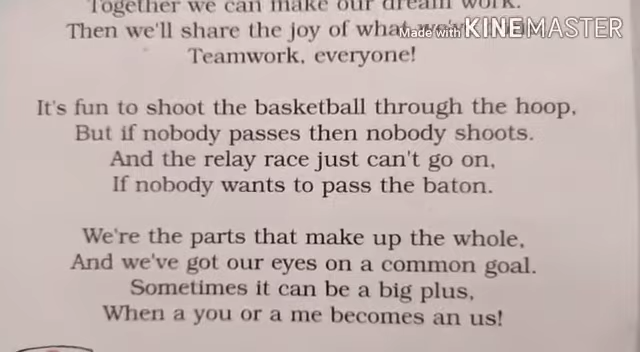 Together we can make our dream work.
Then we'll share the joy of what
Made with KINEMASTER
Teamwork, everyone!
It's fun to shoot the basketball through the hoop,
But if nobody passes then nobody shoots.
And the relay race just can't go on,
If nobody wants to pass the baton.
We're the parts that make up the whole,
And we've got our eyes on a common goal.
Sometimes it can be a big plus,
When a you or a me becomes an us!